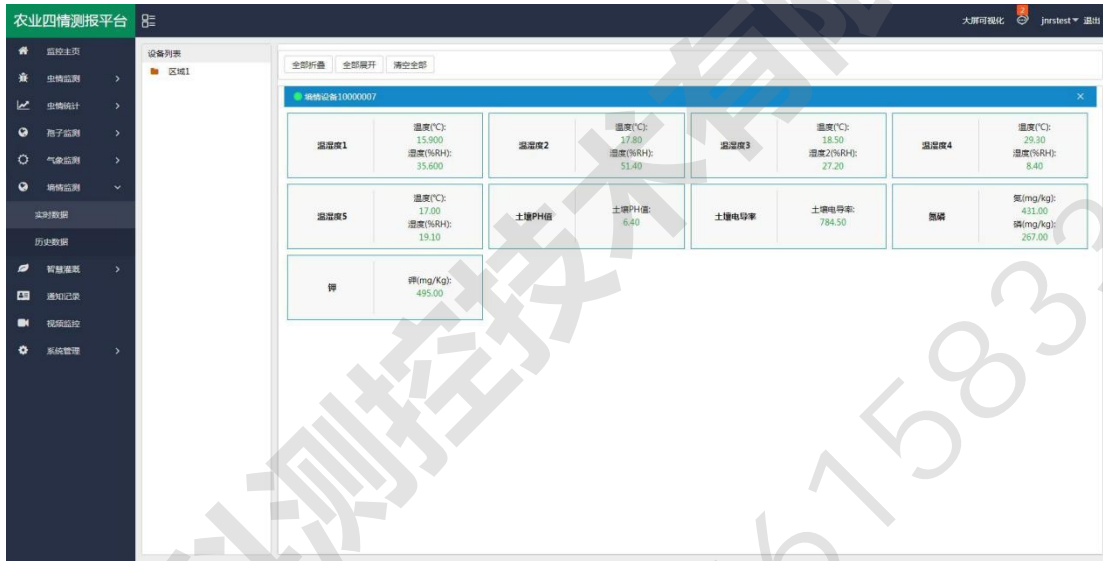 农业四情测报平台
大屏可视化
2
jnrstest
退出
监控主页
虫情监测
虫情统计
孢子监测
气象监测
墒情监测
实时数据
历史数据
智慧灌溉
通知记录
视频监控
系统管理
设备列表
区域1
全部折叠 全部展开 清空全部
墒情设备10000007
温湿度1
温度(℃):
15.900
湿度(%RH):
35.600
温湿度2
温度(℃):
17.80
湿度(%RH):
51.40
温湿度3
温度(℃):
18.50
湿度2(%RH):
27.20
温湿度4
温度(℃):
29.30
湿度(%RH):
8.40
温湿度5
温度(℃):
17.00
湿度(%RH):
19.10
土壤PH值
土壤PH值:
6.40
土壤电导率
土壤电导率:
784.50
氮磷
氮(mg/kg):
431.00
磷(mg/kg):
267.00
钾
钾(mg/Kg):
495.00
科测控技术有
615833